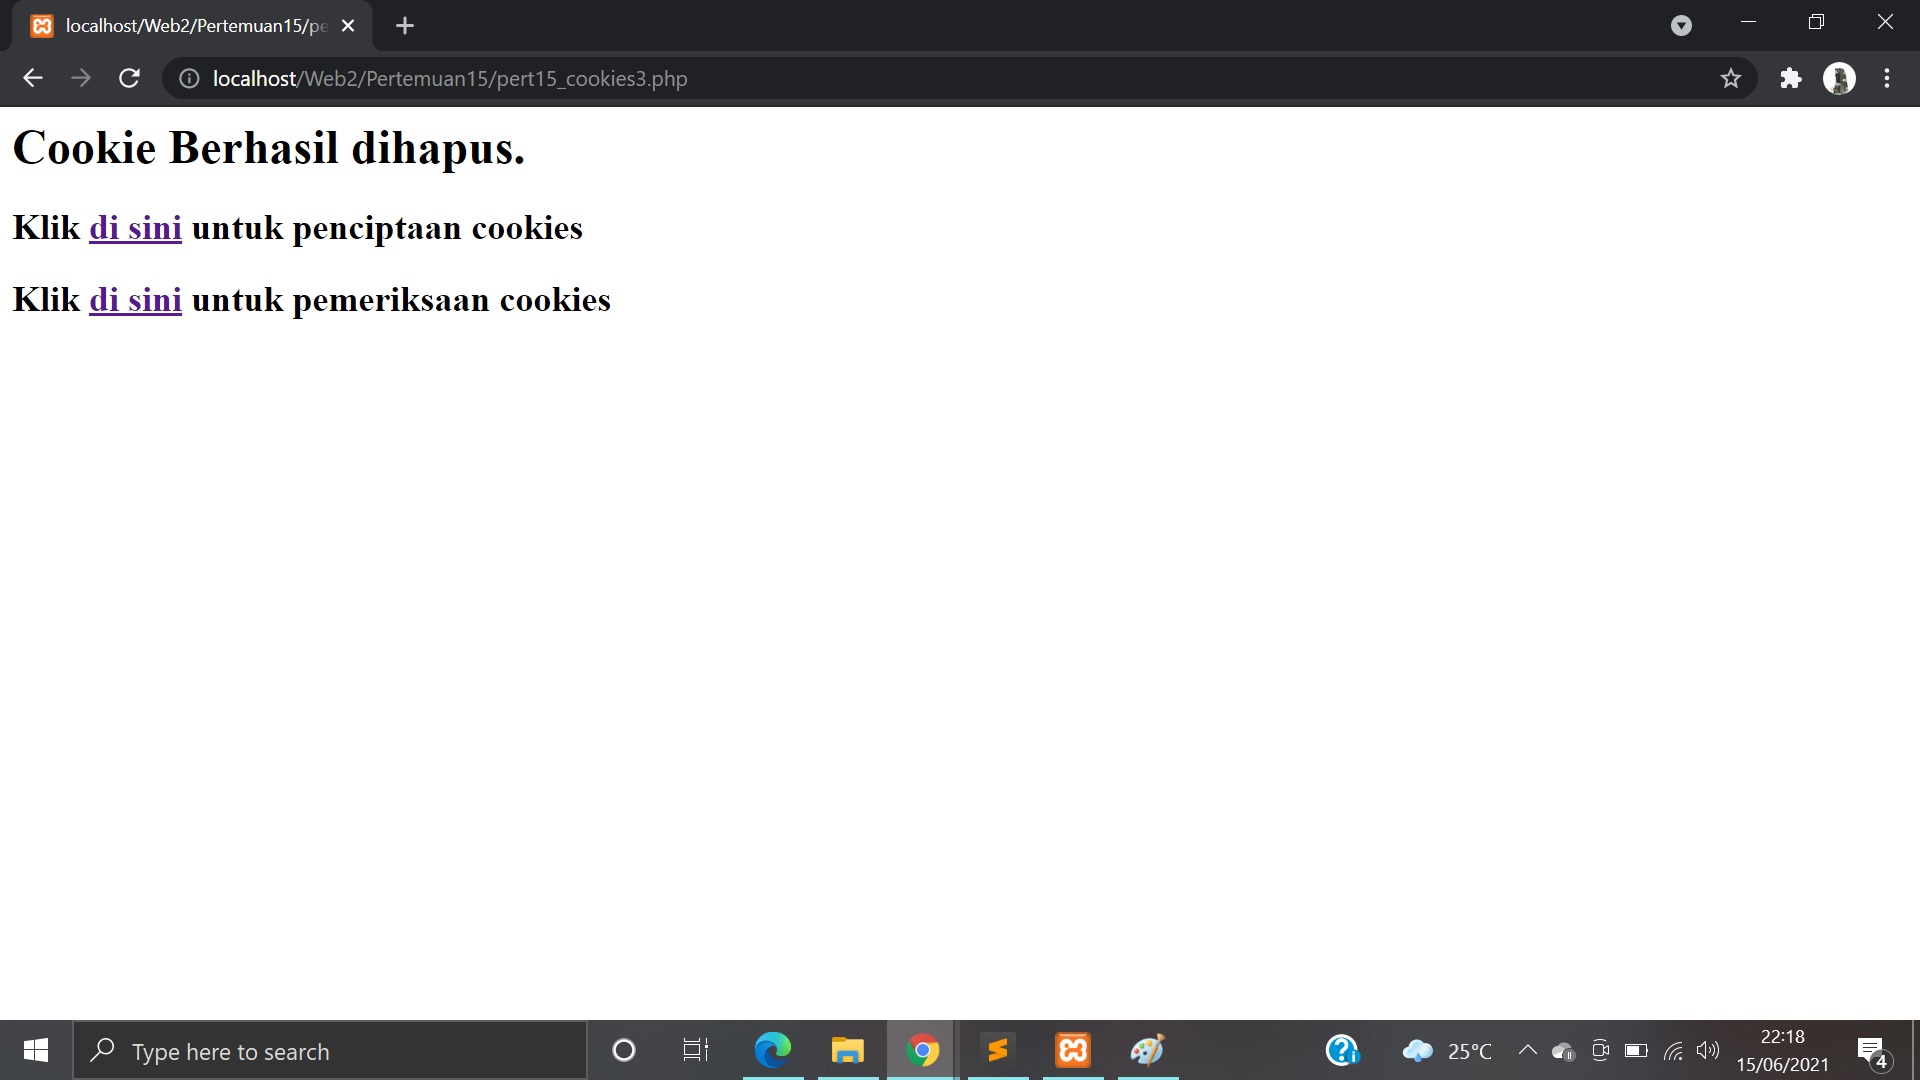 localhost/Web2/Pertemuan15/pe
localhost/Web2/Pertemuan15/pert15_cookies3.php
Cookie Berhasil dihapus.
Klik di sini untuk penciptaan cookies
Klik di sini untuk pemeriksaan cookies
Type here to search
25°C
22:18
15/06/2021
4